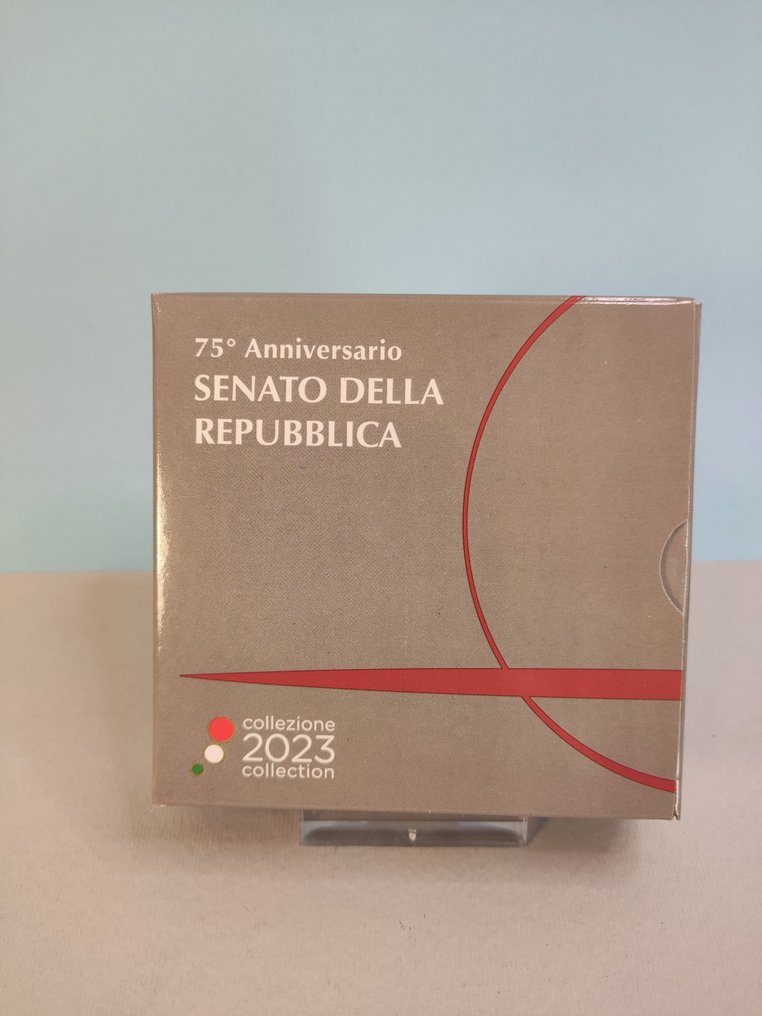 75° Anniversario
SENATO DELLA
REPUBBLICA
collezione
2023
collection